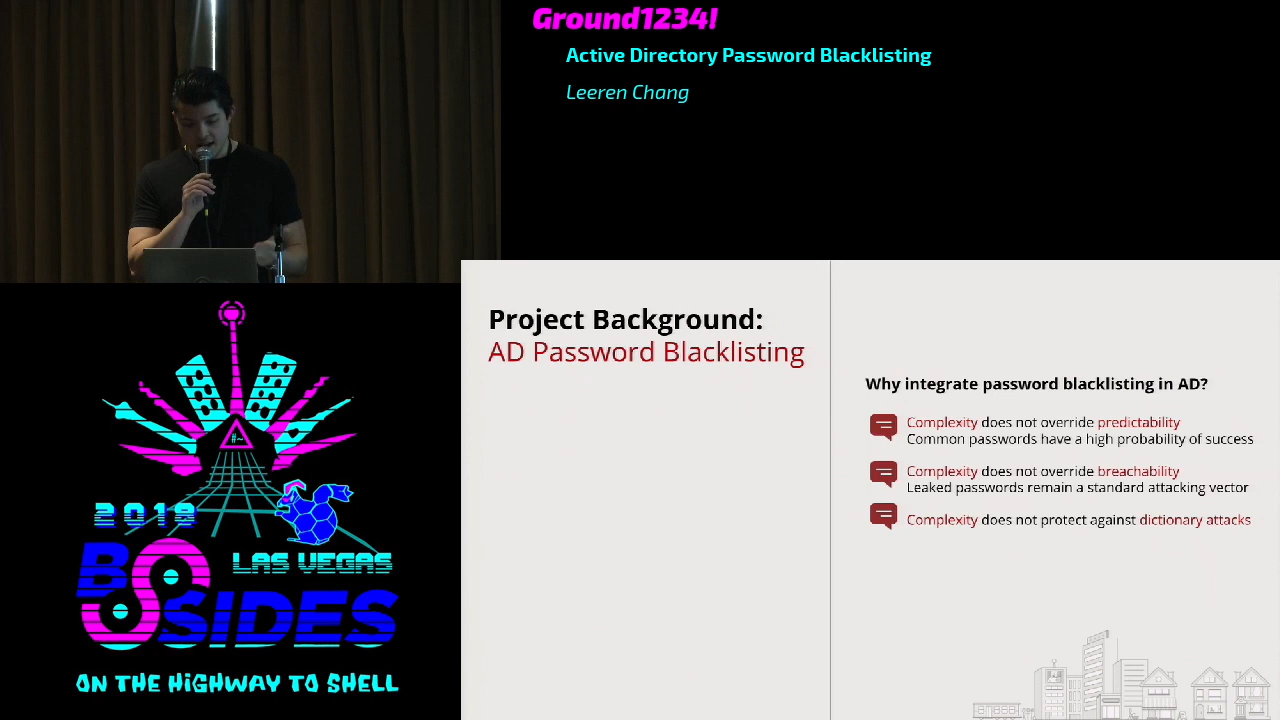 Ground1234!
Active Directory Password Blacklisting
Leeren Chang
Project Background:
AD Password Blacklisting
Why integrate password blacklisting in AD?
Complexity does not override predictability
Common passwords have a high probability of success
Complexity does not override breachability
Leaked passwords remain a standard attacking vector
Complexity does not protect against dictionary attacks
#~
2018
LAS VEGAS
BSIDES
ON THE HIGHWAY TO SHELL